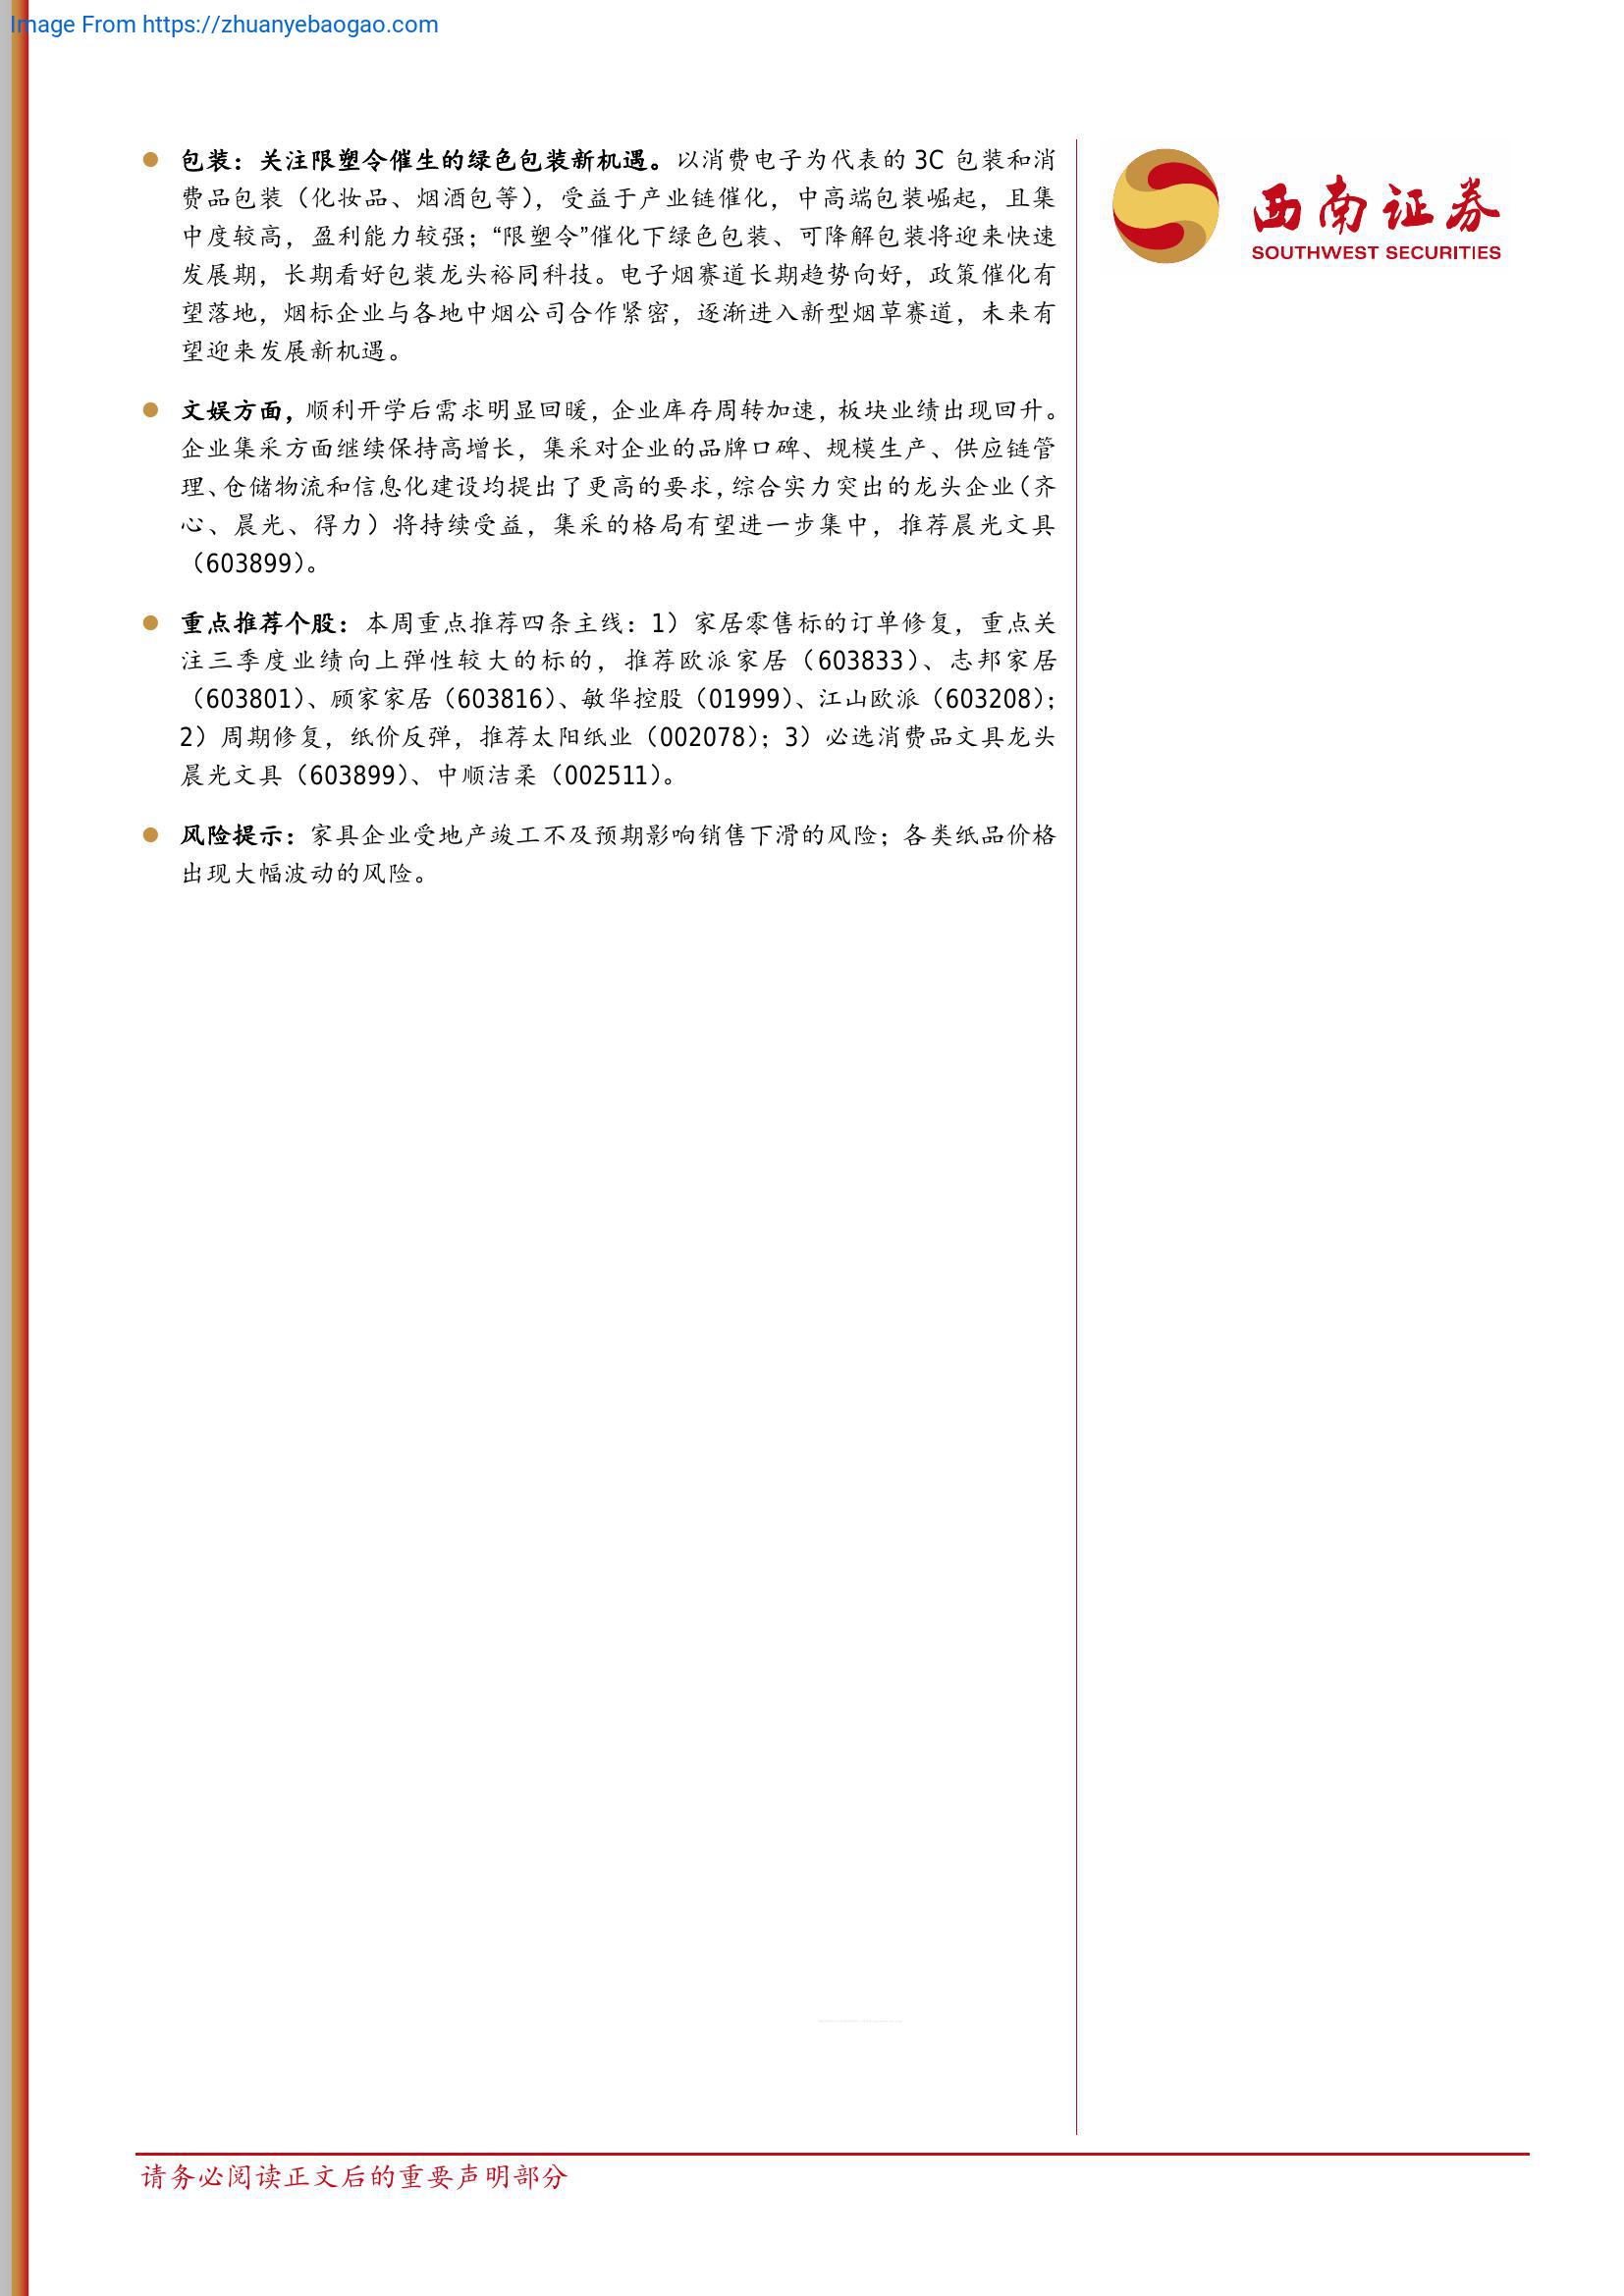 Image From https://zhuanyebaogao.com
包装：关注限塑令催生的绿色包装新机遇。以消费电子为代表的 3C 包装和消
费品包装（化妆品、烟酒包等），受益于产业链催化，中高端包装崛起，且集
中度较高，盈利能力较强；“限塑令”催化下绿色包装、可降解包装将迎来快速
发展期，长期看好包装龙头裕同科技。电子烟赛道长期趋势向好，政策催化有
望落地，烟标企业与各地中烟公司合作紧密，逐渐进入新型烟草赛道，未来有
望迎来发展新机遇。
文娱方面，顺利开学后需求明显回暖，企业库存周转加速，板块业绩出现回升。
企业集采方面继续保持高增长，集采对企业的品牌口碑、规模生产、供应链管
理、仓储物流和信息化建设均提出了更高的要求，综合实力突出的龙头企业（齐
心、晨光、得力）将持续受益，集采的格局有望进一步集中，推荐晨光文具
（603899）。
重点推荐个股：本周重点推荐四条主线：1）家居零售标的订单修复，重点关
注三季度业绩向上弹性较大的标的，推荐欧派家居（603833）、志邦家居
（603801）、顾家家居（603816）、敏华控股（01999）、江山欧派（603208）；
2）周期修复，纸价反弹，推荐太阳纸业（002078）；3）必选消费品文具龙头
晨光文具（603899）、中顺洁柔（002511）。
风险提示：家具企业受地产竣工不及预期影响销售下滑的风险；各类纸品价格
出现大幅波动的风险。
西南证券
SOUTHWEST SECURITIES
请务必阅读正文后的重要声明部分